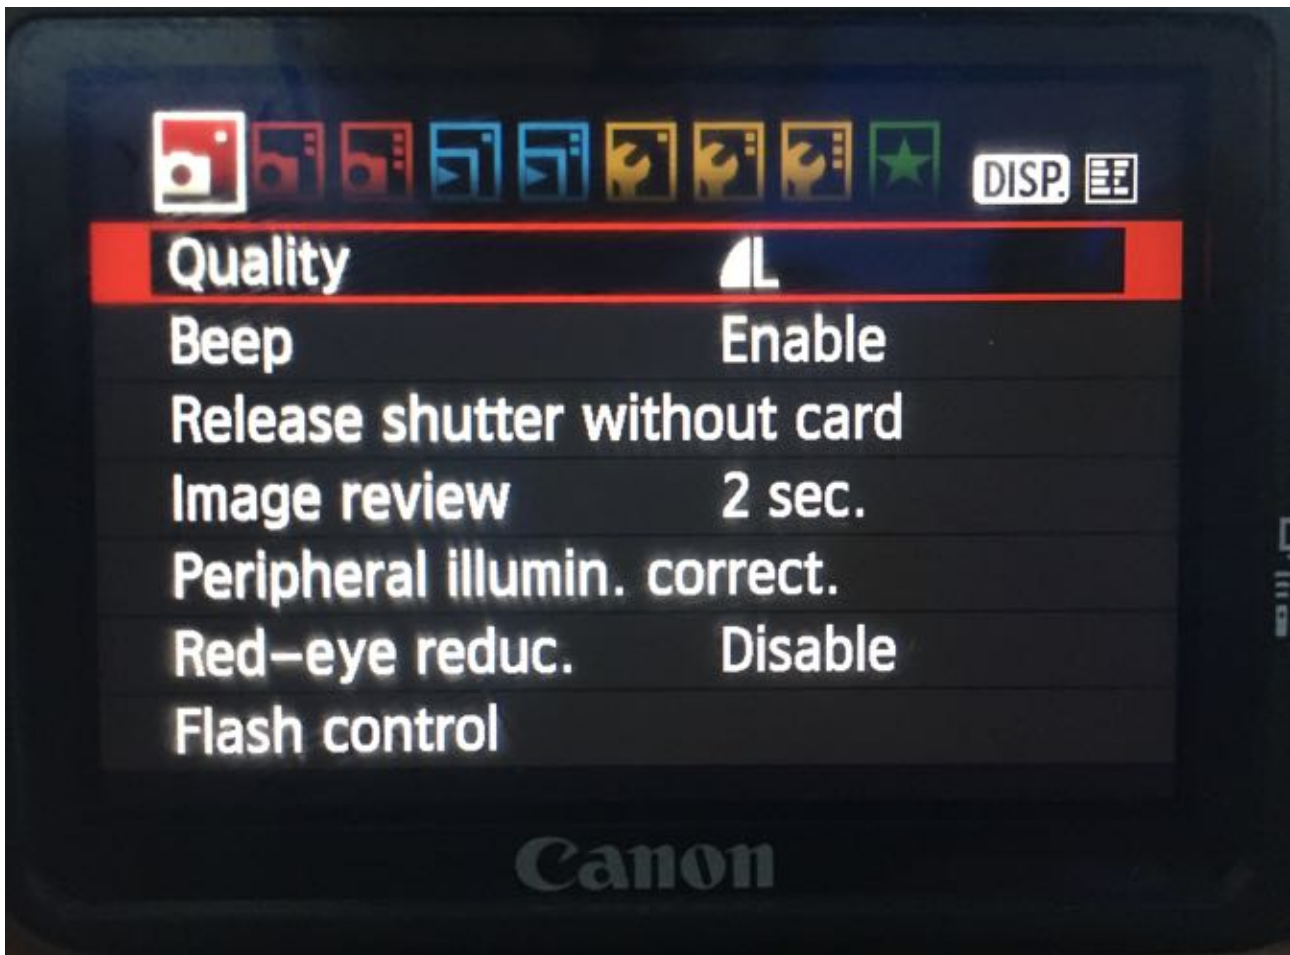 DISP.
Quality L
Beep Enable
Release shutter without card
Image review 2 sec.
Peripheral illumin. correct.
Red-eye reduc. Disable
Flash control
Canon